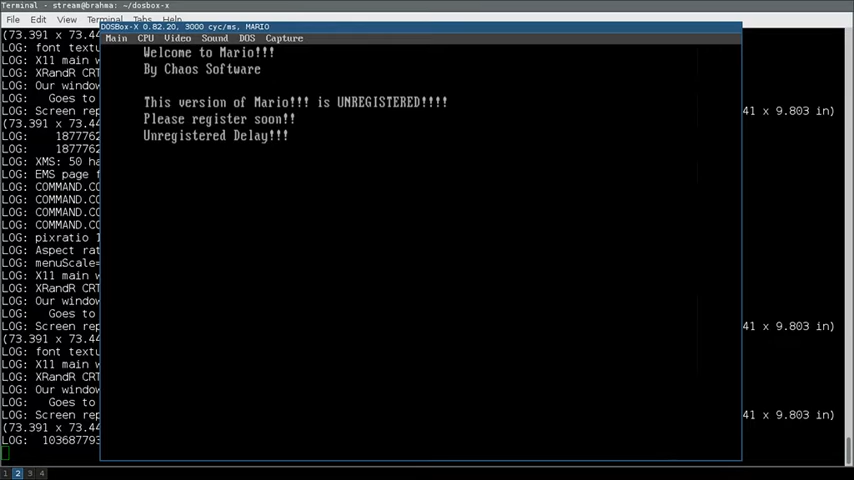 Terminal - stream@brahma: ~/dosbox-x
File Edit View Terminal Tabs Help
DOSBox-X 0.82.20, 3000 cyc/ms, MARIO
Main CPU Video Sound DOS Capture
Welcome to Mario!!!
By Chaos Software
This version of Mario!!! is UNREGISTERED!!!!
Please register soon!!
Unregistered Delay!!!
(73.391 x 73.44
LOG: font textu
LOG: X11 main w
LOG: XRandR CRT
LOG: Our window
LOG: Goes to
LOG: Screen rep 41 x 9.803 in)
(73.391 x 73.44
LOG: 1877762
LOG: 1877762
LOG: XMS: 50 ha
LOG: EMS page f
LOG: COMMAND.CO
LOG: COMMAND.CO
LOG: COMMAND.CO
LOG: COMMAND.CO
LOG: pixratio 1
LOG: Aspect rat
LOG: menuScale=
LOG: X11 main w
LOG: XRandR CRT
LOG: Our window
LOG: Goes to
LOG: Screen rep 41 x 9.803 in)
(73.391 x 73.44
LOG: font textu
LOG: X11 main w
LOG: XRandR CRT
LOG: Our window
LOG: Goes to
LOG: Screen rep 41 x 9.803 in)
(73.391 x 73.44
LOG: 103687793
1 2 3 4